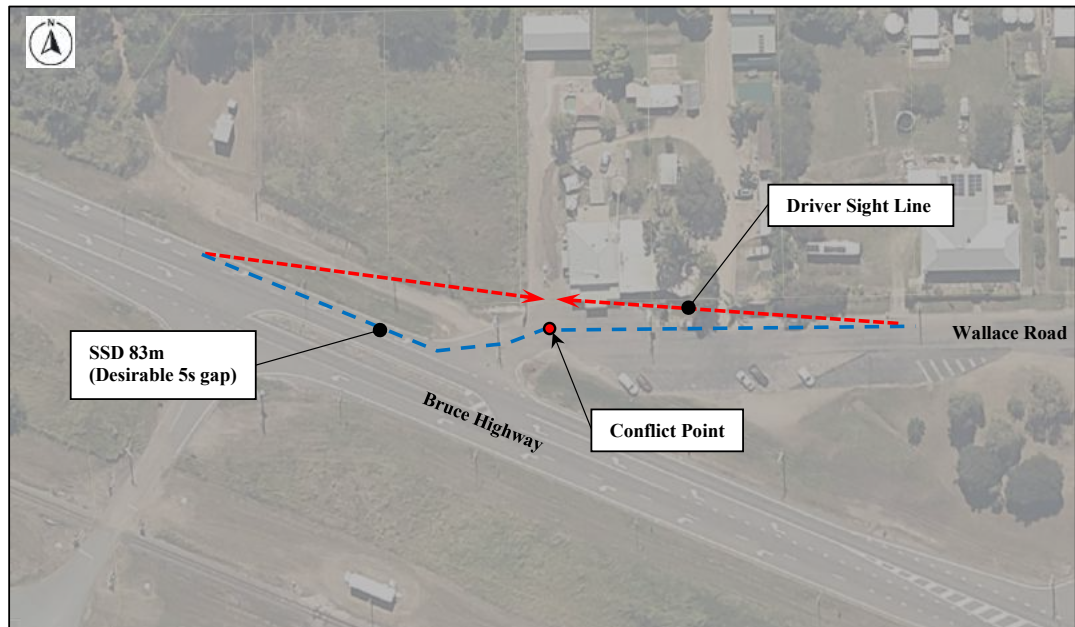 N
Driver Sight Line
Wallace Road
SSD 83m
(Desirable 5s gap)
Bruce Highway
Conflict Point